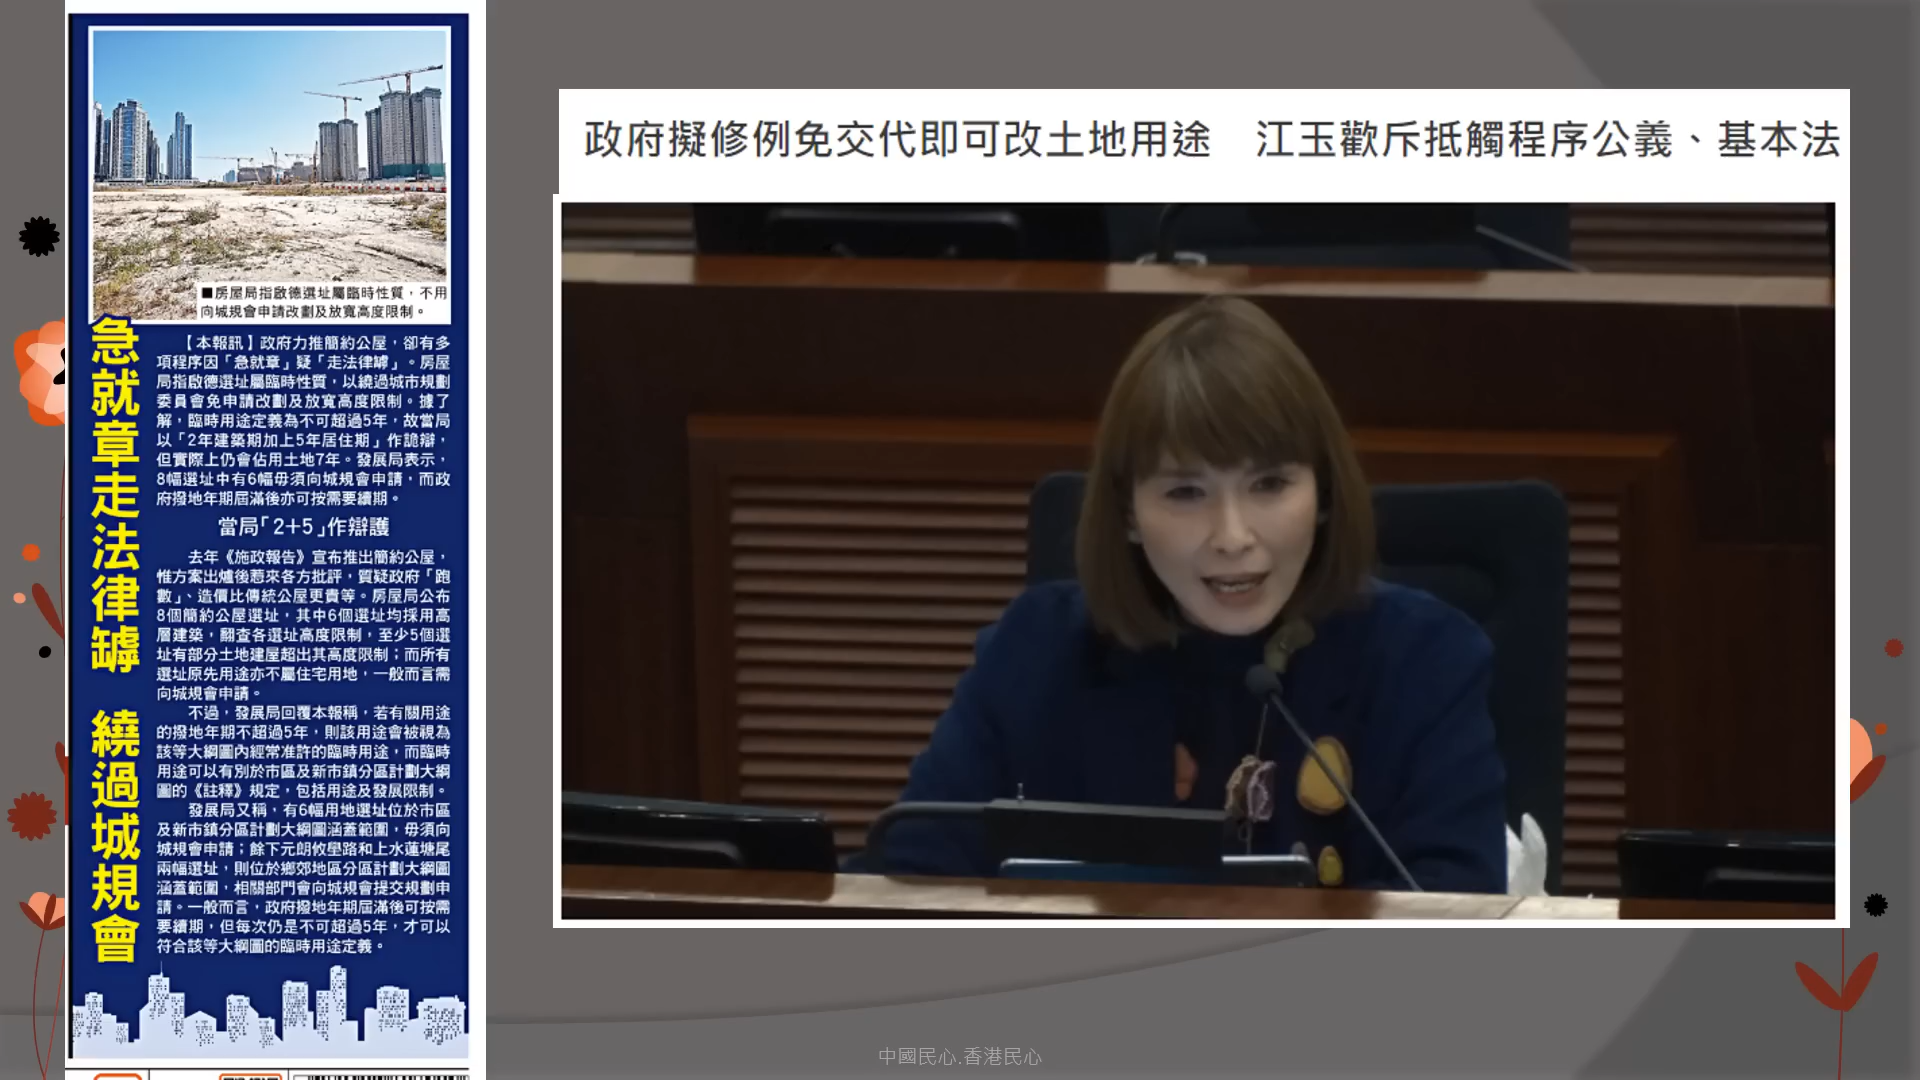 ■房屋局指啟德選址屬臨時性質，不用
向城規會申請改劃及放寬高度限制。
急就章走法律罅 繞過城規會
【本報訊】政府力推簡約公屋，卻有多
項程序因「急就章」疑「走法律罅」。房屋
局指啟德選址屬臨時性質，以繞過城市規劃
委員會免申請改劃及放寬高度限制。據了
解，臨時用途定義為不可超過5年，故當局
以「2年建築期加上5年居住期」作詭辯，
但實際上仍會佔用土地7年。發展局表示，
8幅選址中有6幅毋須向城規會申請，而政
府撥地年期屆滿後亦可按需要續期。
當局「2+5」作辯護
去年《施政報告》宣布推出簡約公屋，
惟方案出爐後惹來各方批評，質疑政府「跑
數」、造價比傳統公屋更貴等。房屋局公布
8個簡約公屋選址，其中6個選址均採用高
層建築，翻查各選址高度限制，至少5個選
址有部分土地建屋超出其高度限制；而所有
選址原先用途亦不屬住宅用地，一般而言需
向城規會申請。
不過，發展局回覆本報稱，若有關用途
的撥地年期不超過5年，則該用途會被視為
該等大綱圖內經常准許的臨時用途，而臨時
用途可以有別於市區及新市鎮分區計劃大綱
圖的《註釋》規定，包括用途及發展限制。
發展局又稱，有6幅用地選址位於市區
及新市鎮分區計劃大綱圖涵蓋範圍，毋須向
城規會申請；餘下元朗攸壆路和上水蓮塘尾
兩幅選址，則位於鄉郊地區分區計劃大綱圖
涵蓋範圍，相關部門會向城規會提交規劃申
請。一般而言，政府撥地年期屆滿後可按需
要續期，但每次仍是不可超過5年，才可以
符合該等大綱圖的臨時用途定義。
政府擬修例免交代即可改土地用途 江玉歡斥抵觸程序公義、基本法
中國民心.香港民心